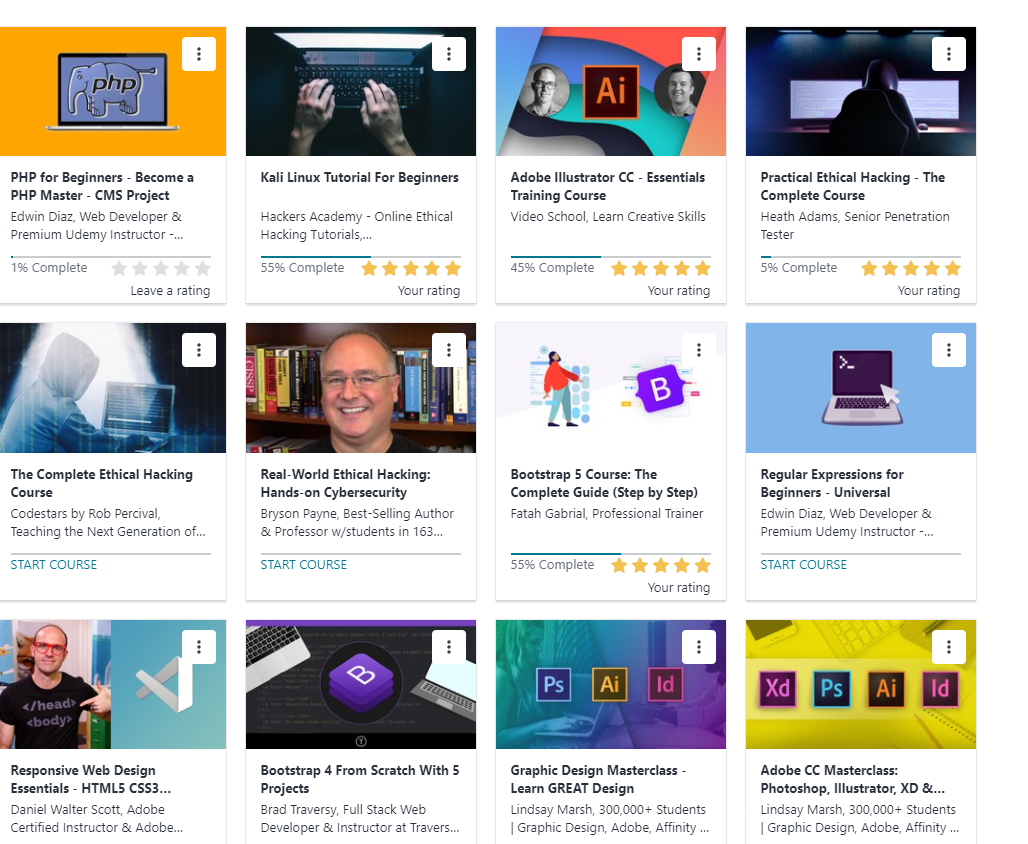 php
Ai
PHP for Beginners - Become a
PHP Master - CMS Project
Edwin Diaz, Web Developer &
Premium Udemy Instructor -...
1% Complete
Leave a rating
Kali Linux Tutorial For Beginners
Hackers Academy - Online Ethical
Hacking Tutorials,...
55% Complete
Your rating
Adobe Illustrator CC - Essentials
Training Course
Video School, Learn Creative Skills
45% Complete
Your rating
Practical Ethical Hacking - The
Complete Course
Heath Adams, Senior Penetration
Tester
5% Complete
Your rating
CISSP
B
>-
The Complete Ethical Hacking
Course
Codestars by Rob Percival,
Teaching the Next Generation of...
START COURSE
Real-World Ethical Hacking:
Hands-on Cybersecurity
Bryson Payne, Best-Selling Author
& Professor w/students in 163...
START COURSE
Bootstrap 5 Course: The
Complete Guide (Step by Step)
Fatah Gabrial, Professional Trainer
55% Complete
Your rating
Regular Expressions for
Beginners - Universal
Edwin Diaz, Web Developer &
Premium Udemy Instructor -...
START COURSE
</head>
<body>
B
Ps Ai Id
Xd Ps Ai Id
Responsive Web Design
Essentials - HTML5 CSS3...
Daniel Walter Scott, Adobe
Certified Instructor & Adobe...
Bootstrap 4 From Scratch With 5
Projects
Brad Traversy, Full Stack Web
Developer & Instructor at Travers...
Graphic Design Masterclass -
Learn GREAT Design
Lindsay Marsh, 300,000+ Students
| Graphic Design, Adobe, Affinity ...
Adobe CC Masterclass:
Photoshop, Illustrator, XD &...
Lindsay Marsh, 300,000+ Students
| Graphic Design, Adobe, Affinity ...